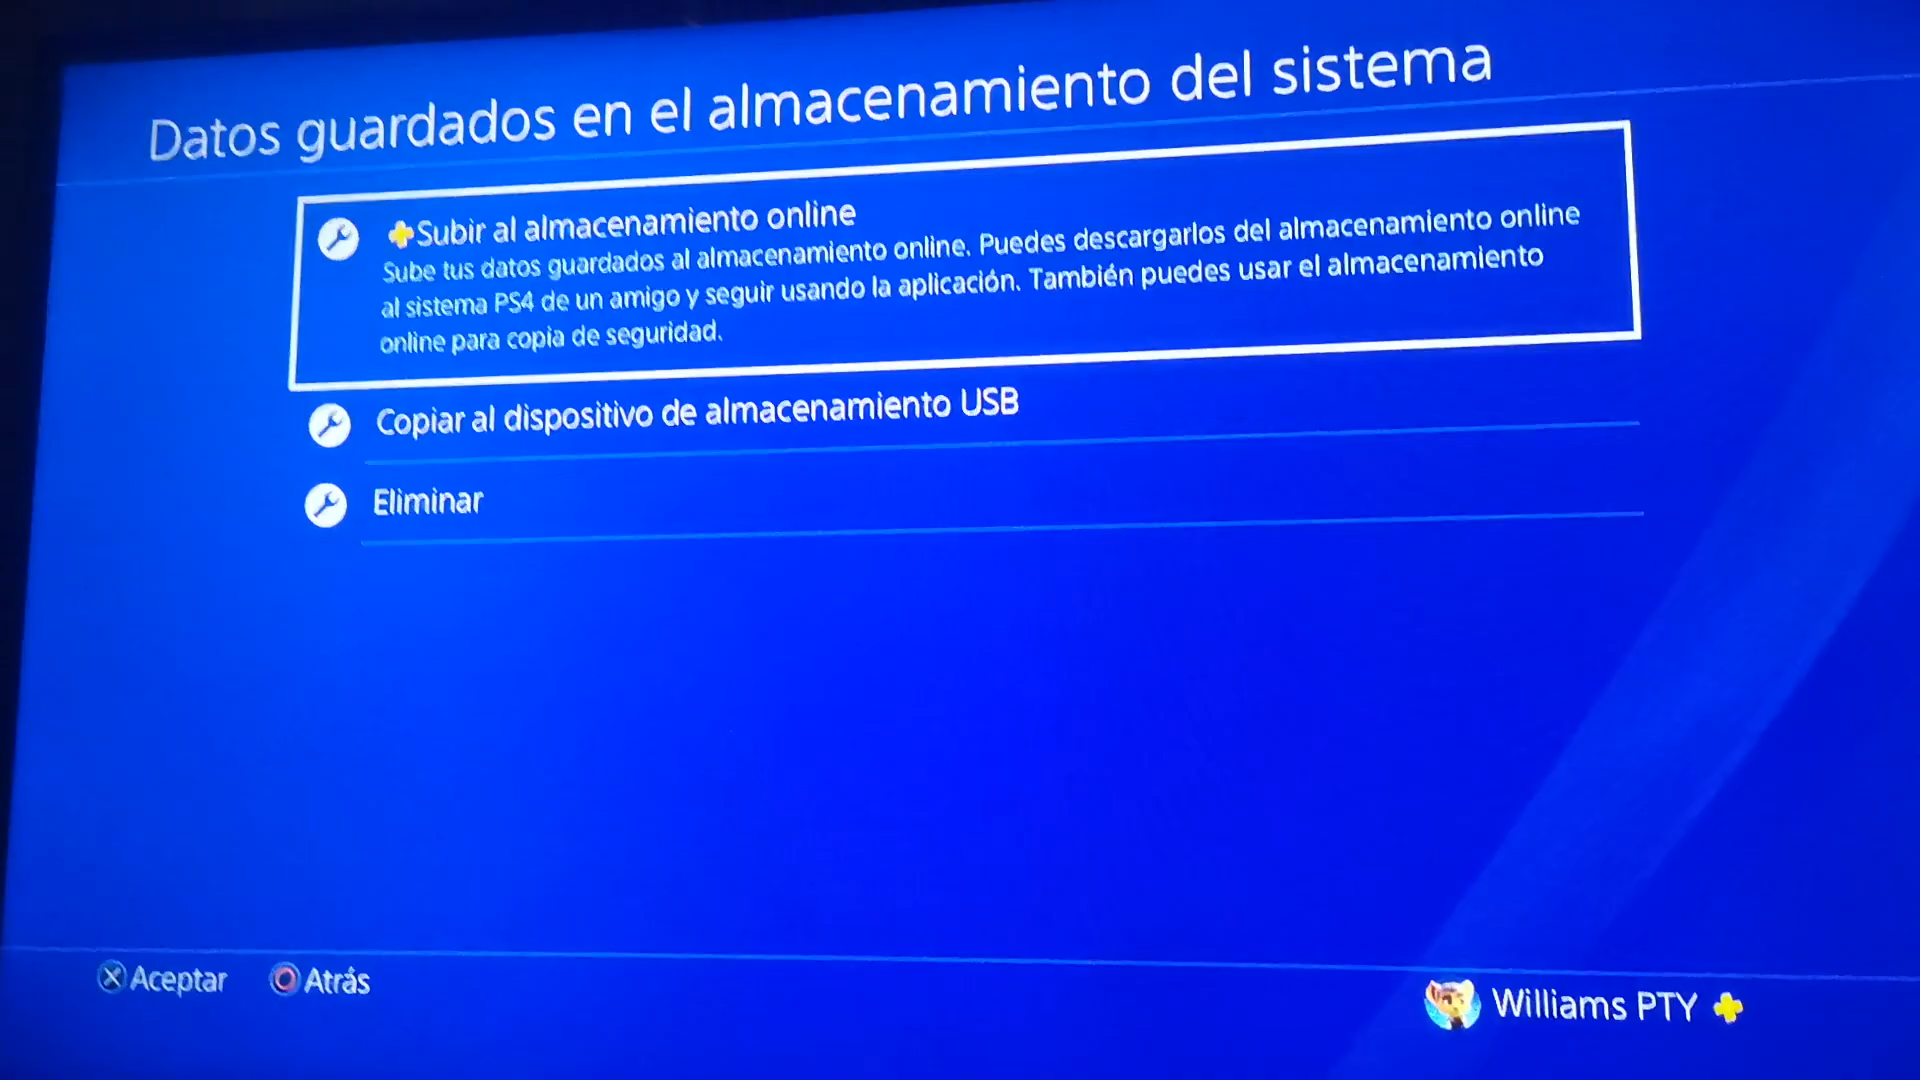 Datos guardados en el almacenamiento del sistema
Subir al almacenamiento online
Sube tus datos guardados al almacenamiento online. Puedes descargarlos del almacenamiento online
al sistema PS4 de un amigo y seguir usando la aplicación. También puedes usar el almacenamiento
online para copia de seguridad.
Copiar al dispositivo de almacenamiento USB
Eliminar
Aceptar Atrás
Williams PTY